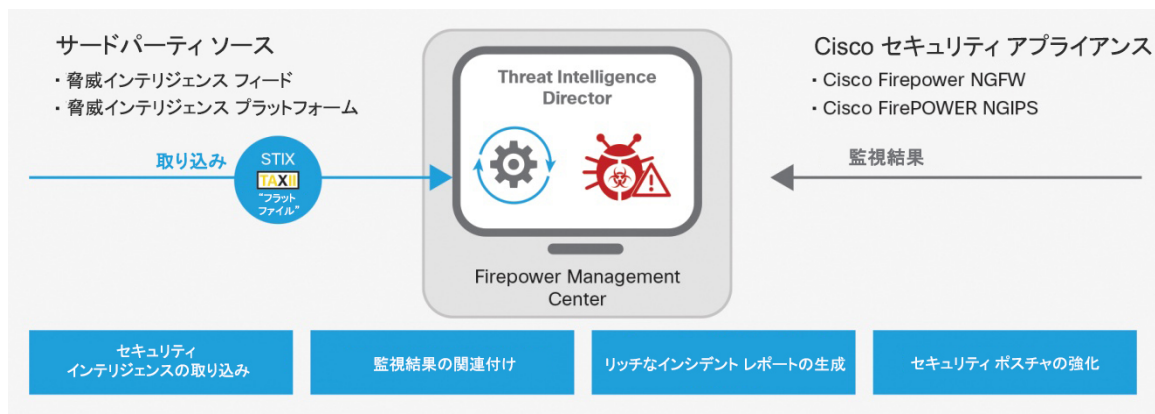 サードパーティ ソース
・脅威インテリジェンス フィード
・脅威インテリジェンス プラットフォーム
取り込み
STIX
TAXII
“フラット
ファイル”
Threat Intelligence
Director
Firepower Management
Center
Cisco セキュリティ アプライアンス
・Cisco Firepower NGFW
・Cisco FirePOWER NGIPS
監視結果
セキュリティ
インテリジェンスの取り込み
監視結果の関連付け
リッチなインシデント レポートの生成
セキュリティ ポスチャの強化